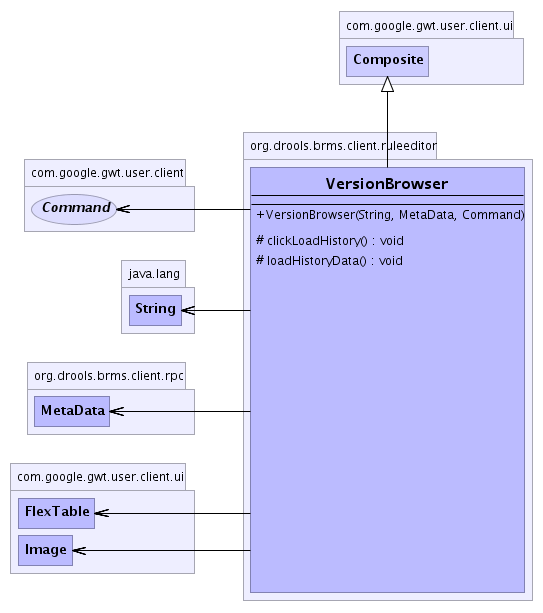 com.google.gwt.user.client.ui
Composite
org.drools.brms.client.ruleeditor
VersionBrowser
+VersionBrowser(String, MetaData, Command)
# clickLoadHistory() : void
# loadHistoryData() : void
com.google.gwt.user.client
Command
java.lang
String
org.drools.brms.client.rpc
MetaData
com.google.gwt.user.client.ui
FlexTable
Image